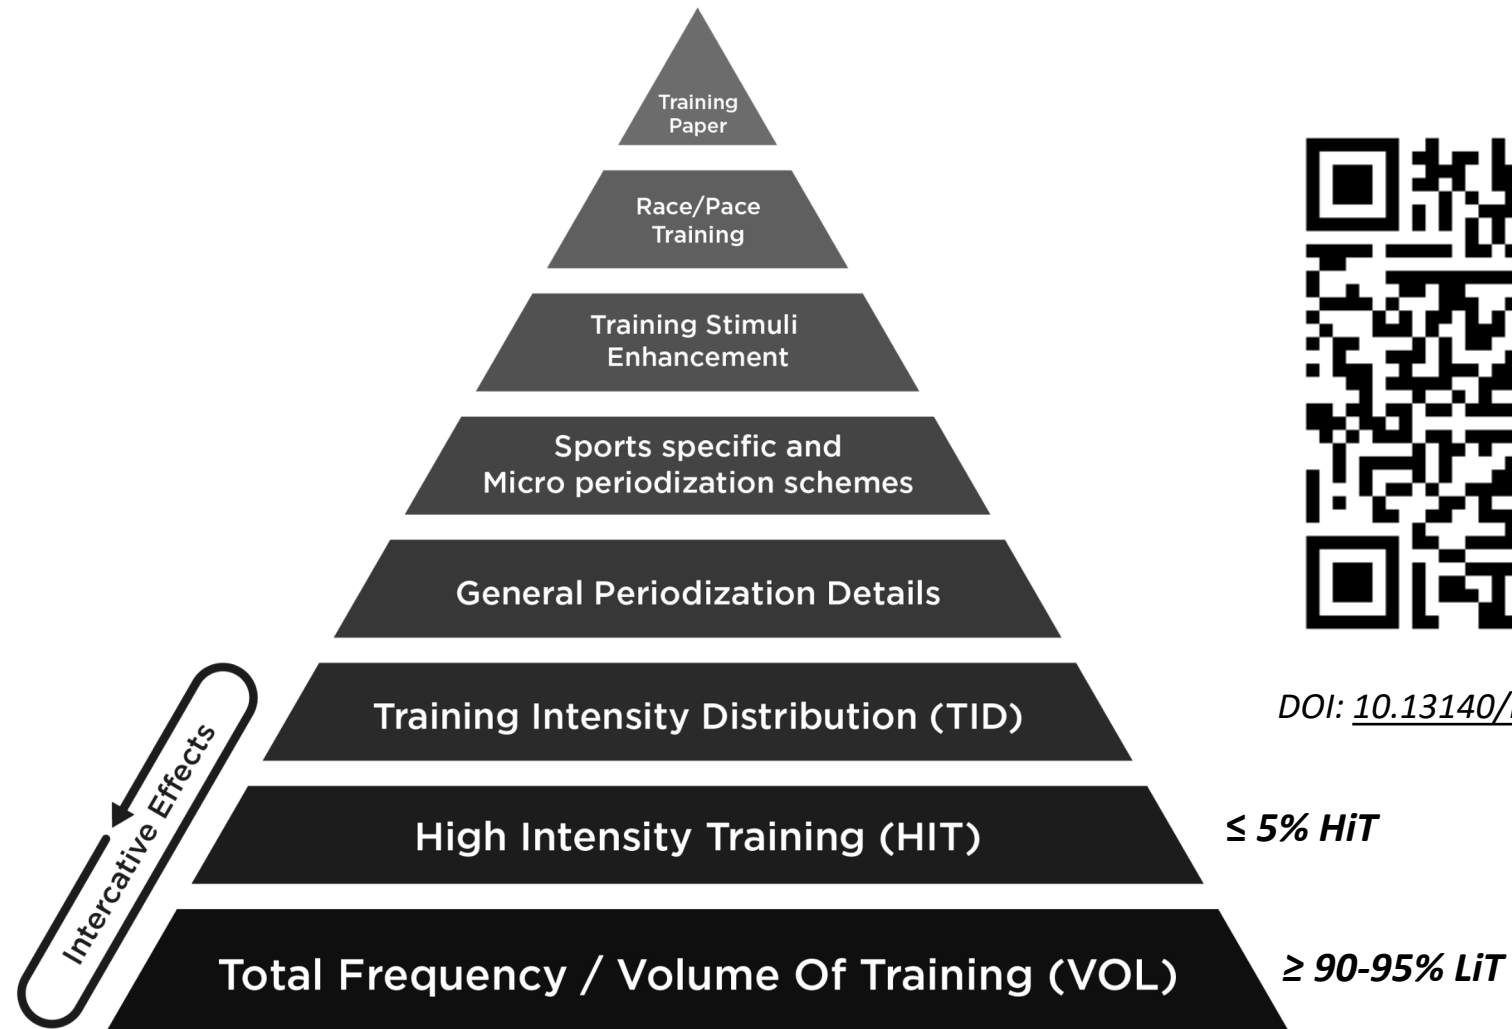 Training
Paper
Race/Pace
Training
Training Stimuli
Enhancement
Sports specific and
Micro periodization schemes
General Periodization Details
Training Intensity Distribution (TID)
DOI: 10.13140/
High Intensity Training (HIT)
≤ 5% HiT
Intercative Effects
Total Frequency / Volume Of Training (VOL)
≥ 90-95% LiT